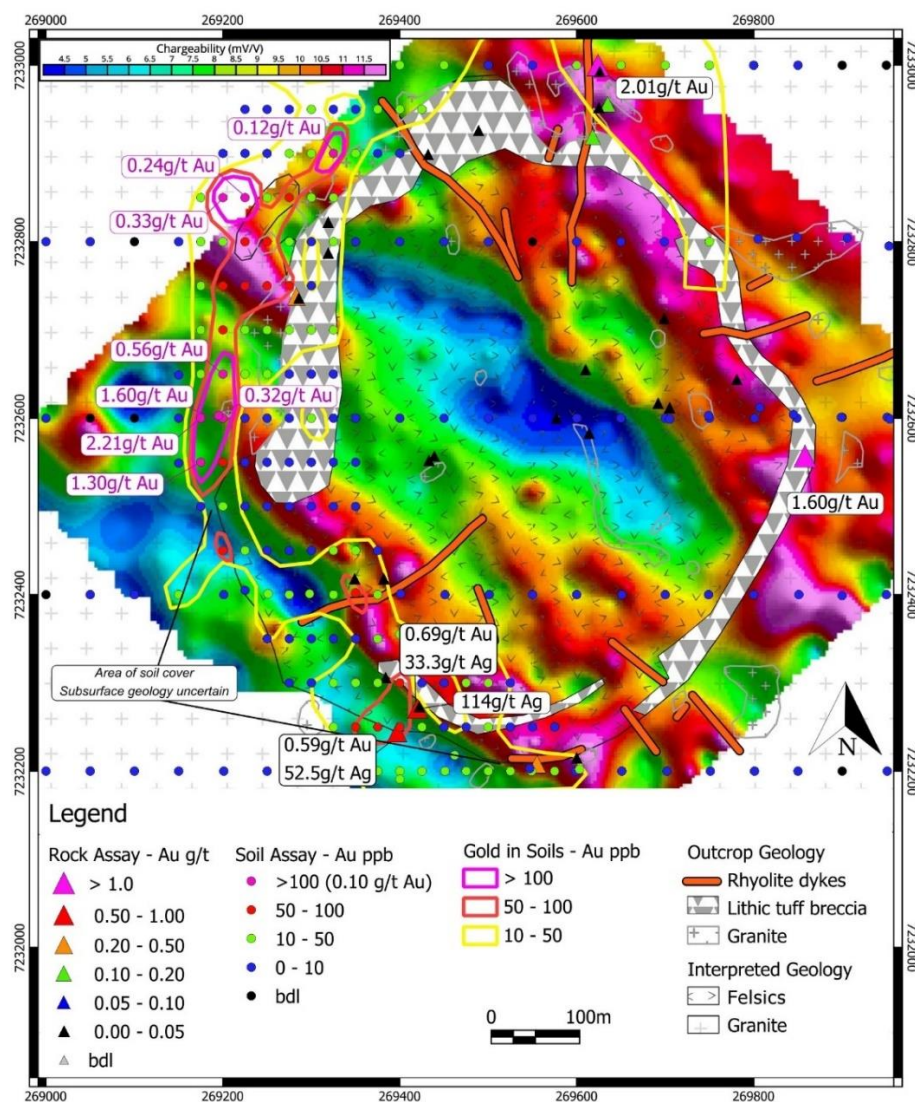 269000 269200 269400 269600 269800
Chargeability (mV/V)
4.5 5 5.5 6 6.5 7 7.5 8 8.5 9 9.5 10 10.5 11 11.5
7233000 7233000
2.01g/t Au
0.12g/t Au
0.24g/t Au
0.33g/t Au
7232800 7232800
0.56g/t Au
1.60g/t Au 0.32g/t Au
7232600 7232600
2.21g/t Au
1.30g/t Au
1.60g/t Au
7232400 7232400
0.69g/t Au
33.3g/t Ag
Area of soil cover
Subsurface geology uncertain
114g/t Ag
0.59g/t Au
52.5g/t Ag
N
7232200 7232200
Legend
Rock Assay - Au g/t
> 1.0
0.50 - 1.00
0.20 - 0.50
0.10 - 0.20
0.05 - 0.10
0.00 - 0.05
bdl
Soil Assay - Au ppb
>100 (0.10 g/t Au)
50 - 100
10 - 50
0 - 10
bdl
Gold in Soils - Au ppb
> 100
50 - 100
10 - 50
Outcrop Geology
Rhyolite dykes
Lithic tuff breccia
Granite
Interpreted Geology
Felsics
Granite
0 100m
7232000 7232000
269000 269200 269400 269600 269800